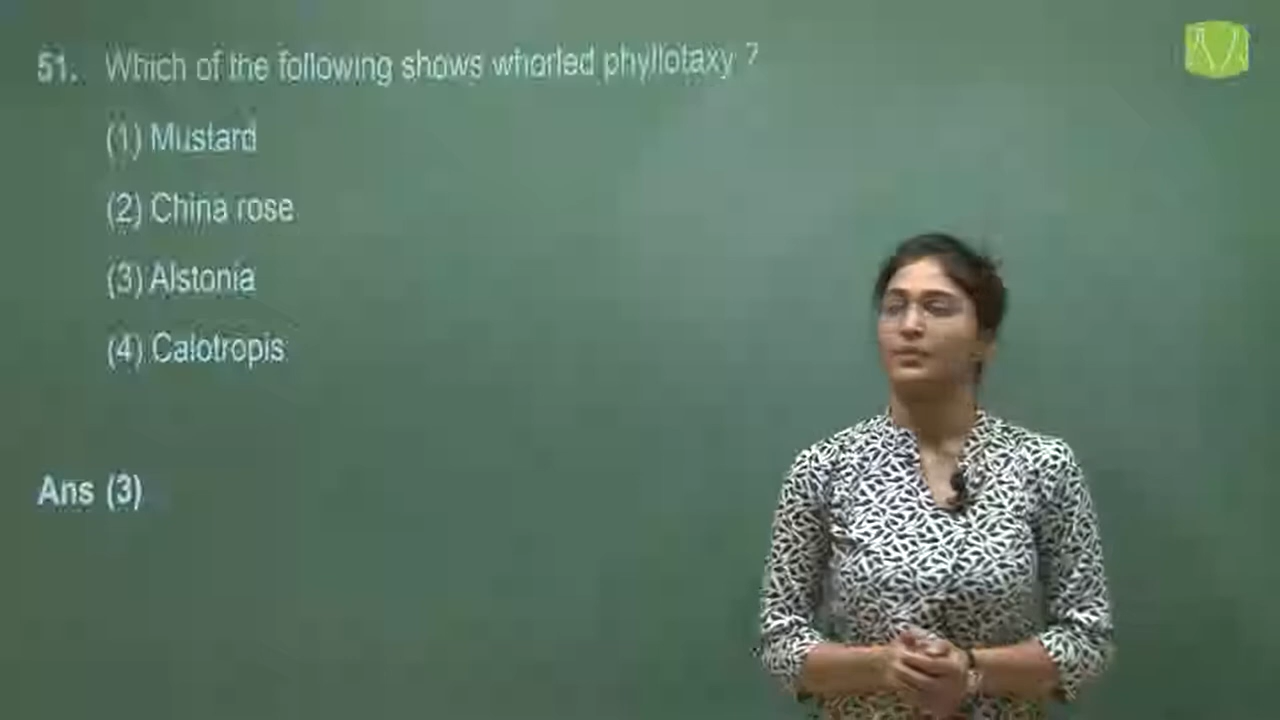 51. Which of the following shows whorled phyllotaxy ?
(1) Mustard
(2) China rose
(3) Alstonia
(4) Calotropis
Ans (3)